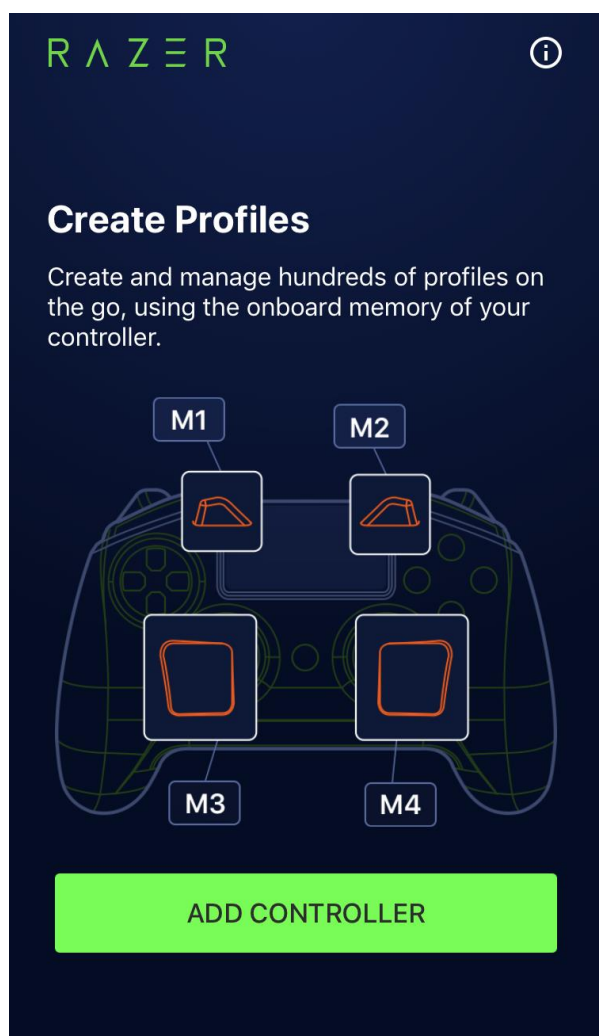 RAZER
Create Profiles
Create and manage hundreds of profiles on
the go, using the onboard memory of your
controller.
M1
M2
M3
M4
ADD CONTROLLER